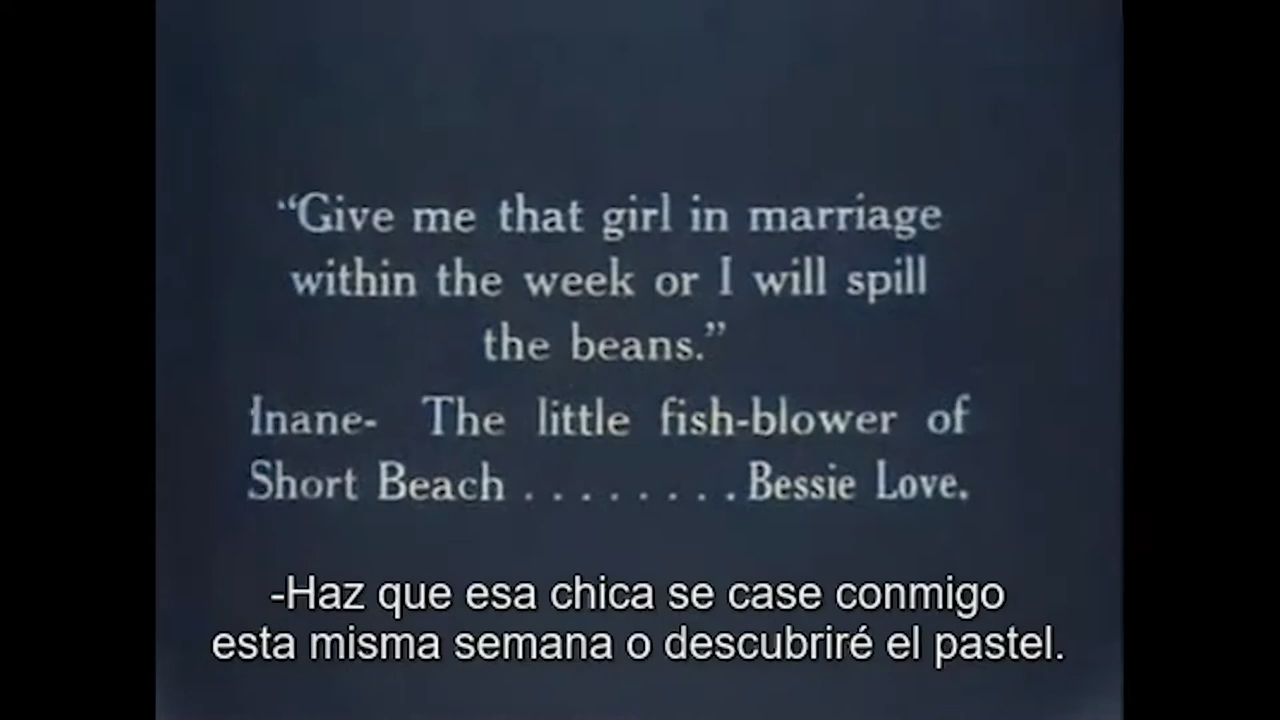 “Give me that girl in marriage
within the week or I will spill
the beans.”
Inane- The little fish-blower of
Short Beach ........ Bessie Love.
-Haz que esa chica se case conmigo
esta misma semana o descubriré el pastel.